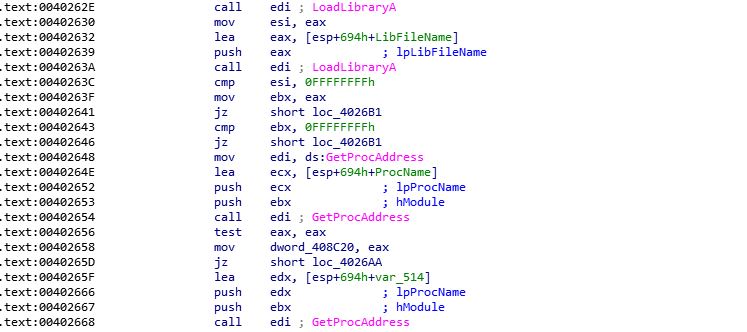 .text:0040262E call edi ; LoadLibraryA
.text:00402630 mov esi, eax
.text:00402632 lea eax, [esp+694h+LibFileName]
.text:00402639 push eax ; lpLibFileName
.text:0040263A call edi ; LoadLibraryA
.text:0040263C cmp esi, 0FFFFFFFFh
.text:0040263F mov ebx, eax
.text:00402641 jz short loc_4026B1
.text:00402643 cmp ebx, 0FFFFFFFFh
.text:00402646 jz short loc_4026B1
.text:00402648 mov edi, ds:GetProcAddress
.text:0040264E lea ecx, [esp+694h+ProcName]
.text:00402652 push ecx ; lpProcName
.text:00402653 push ebx ; hModule
.text:00402654 call edi ; GetProcAddress
.text:00402656 test eax, eax
.text:00402658 mov dword_408C20, eax
.text:0040265D jz short loc_4026AA
.text:0040265F lea edx, [esp+694h+var_514]
.text:00402666 push edx ; lpProcName
.text:00402667 push ebx ; hModule
.text:00402668 call edi ; GetProcAddress